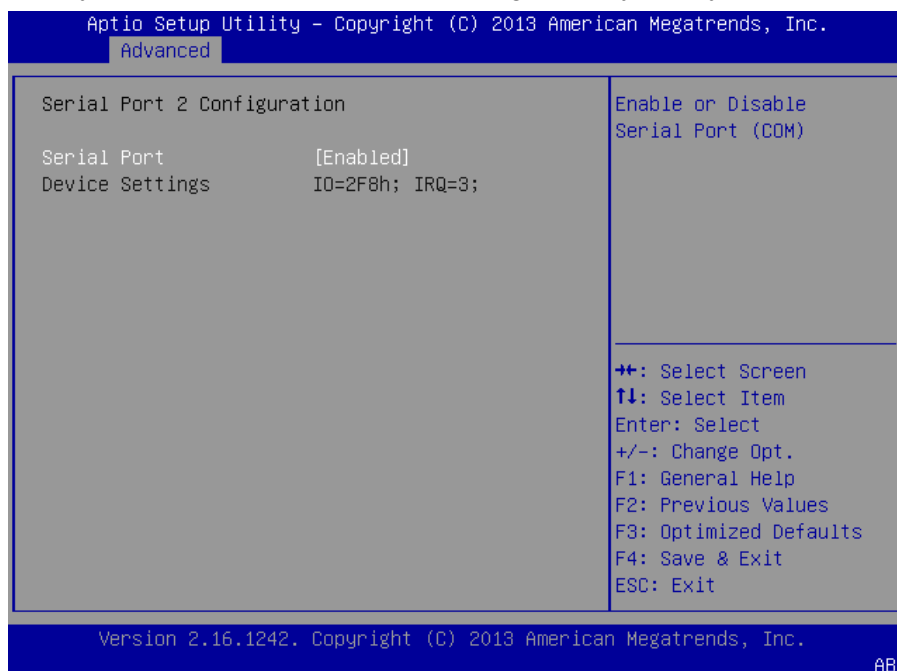 Aptio Setup Utility – Copyright (C) 2013 American Megatrends, Inc.
Advanced
Serial Port 2 Configuration
Serial Port [Enabled]
Device Settings IO=2F8h; IRQ=3;
Enable or Disable
Serial Port (COM)
→←: Select Screen
↑↓: Select Item
Enter: Select
+/-: Change Opt.
F1: General Help
F2: Previous Values
F3: Optimized Defaults
F4: Save & Exit
ESC: Exit
Version 2.16.1242. Copyright (C) 2013 American Megatrends, Inc.
AB